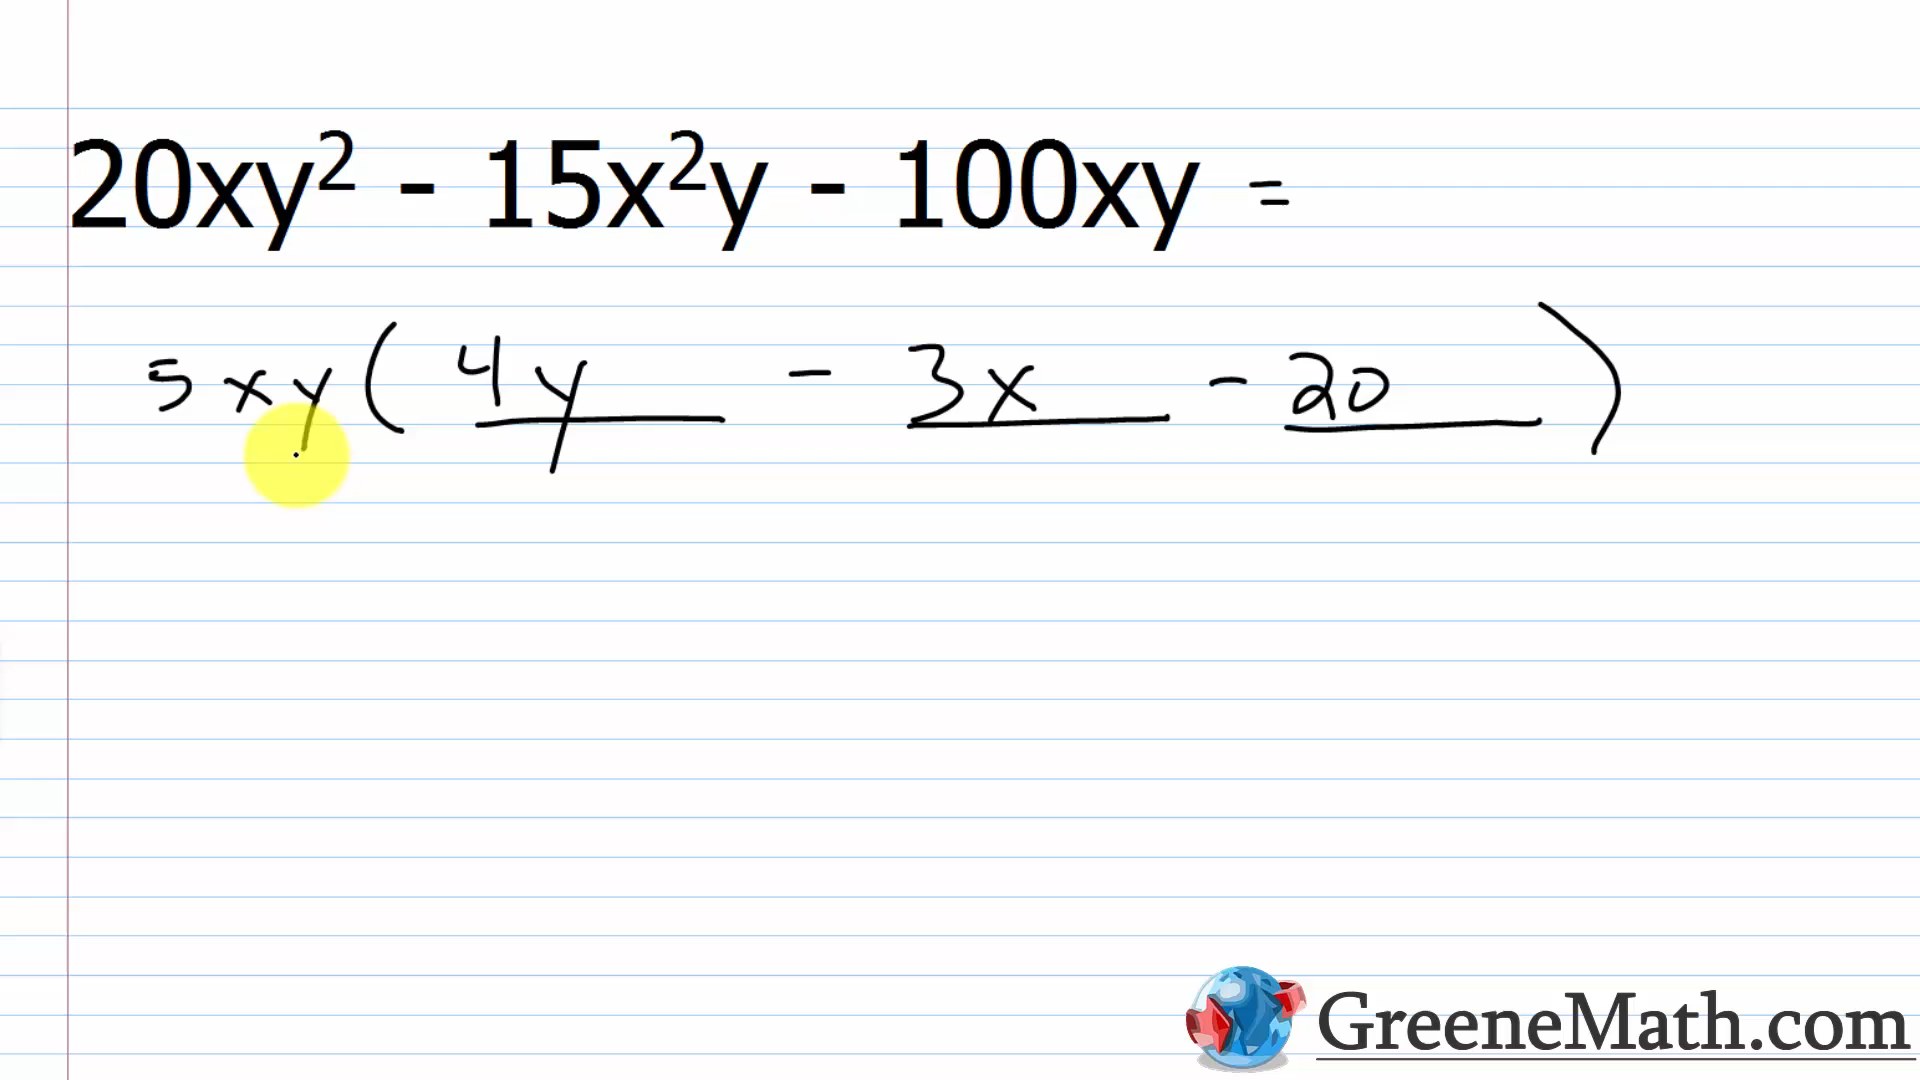 20xy² - 15x²y - 100xy =
5xy( 4y - 3x - 20 )
GreeneMath.com